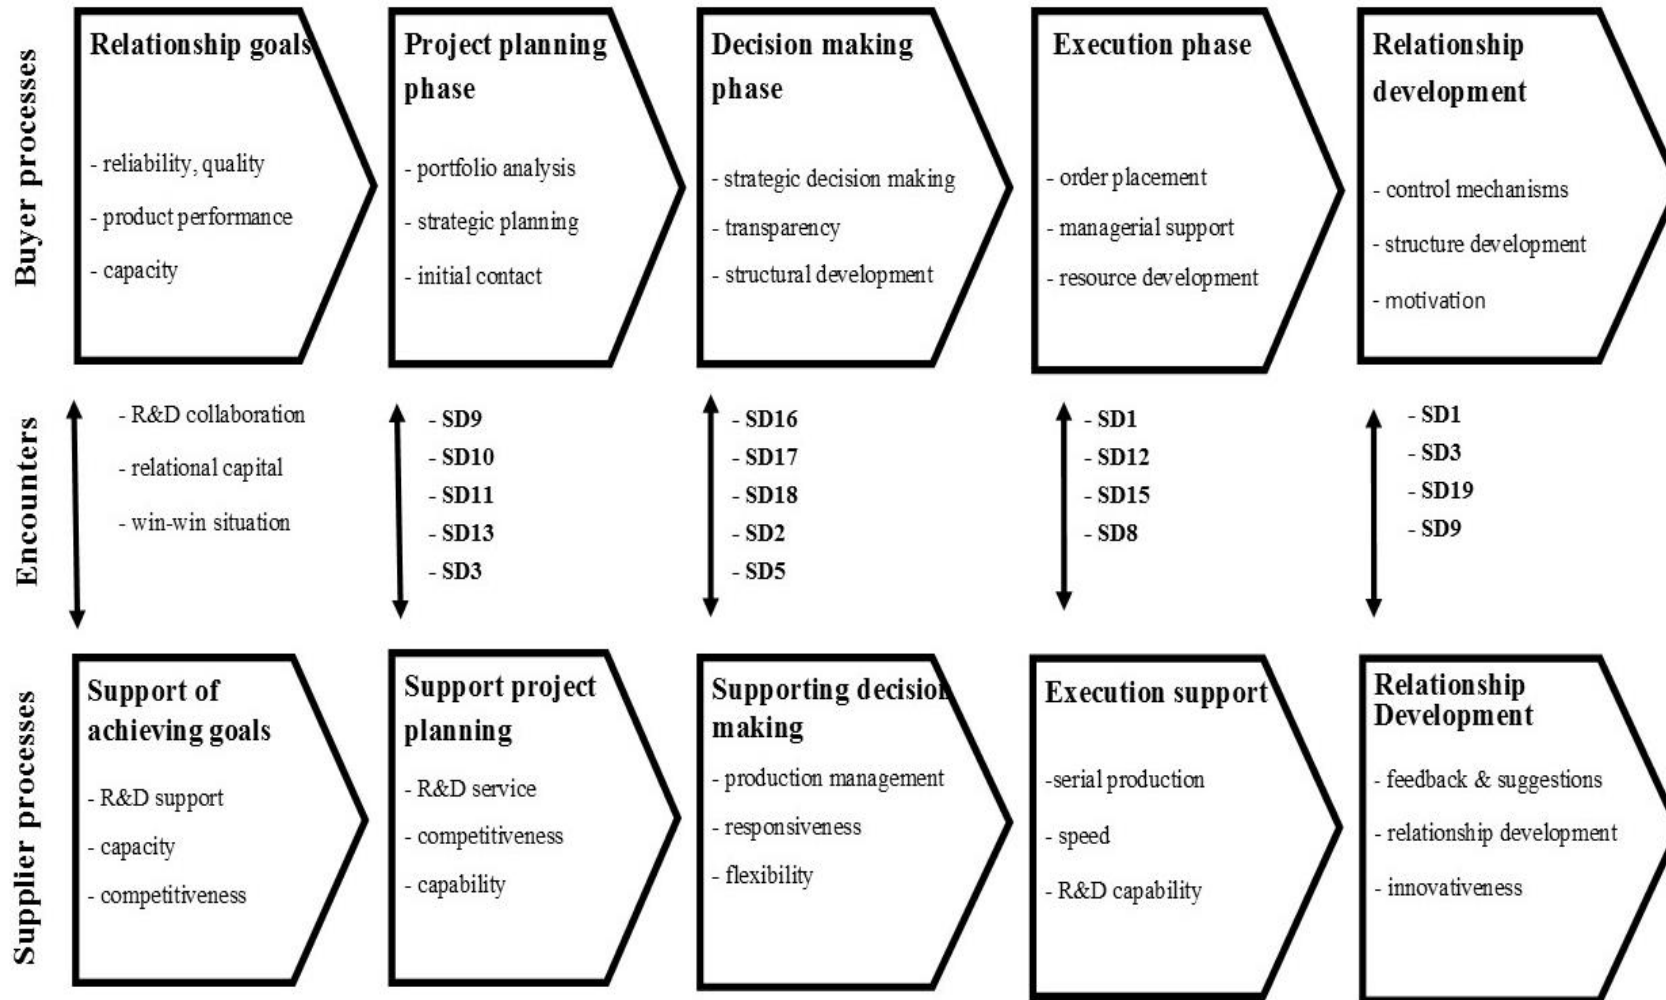 Buyer processes
Relationship goals
- reliability, quality
- product performance
- capacity
Project planning
phase
- portfolio analysis
- strategic planning
- initial contact
Decision making
phase
- strategic decision making
- transparency
- structural development
Execution phase
- order placement
- managerial support
- resource development
Relationship
development
- control mechanisms
- structure development
- motivation
Encounters
- R&D collaboration
- relational capital
- win-win situation
- SD9
- SD10
- SD11
- SD13
- SD3
- SD16
- SD17
- SD18
- SD2
- SD5
- SD1
- SD12
- SD15
- SD8
- SD1
- SD3
- SD19
- SD9
Supplier processes
Support of
achieving goals
- R&D support
- capacity
- competitiveness
Support project
planning
- R&D service
- competitiveness
- capability
Supporting decision
making
- production management
- responsiveness
- flexibility
Execution support
-serial production
- speed
- R&D capability
Relationship
Development
- feedback & suggestions
- relationship development
- innovativeness